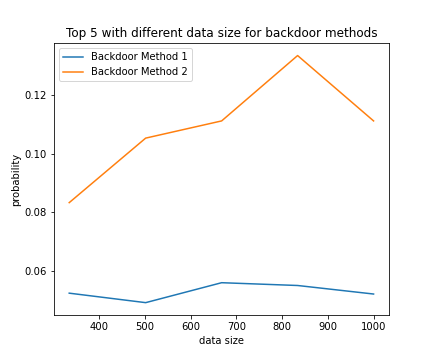 Top 5 with different data size for backdoor methods
Backdoor Method 1
Backdoor Method 2
0.12
0.10
0.08
0.06
probability
400 500 600 700 800 900 1000
data size